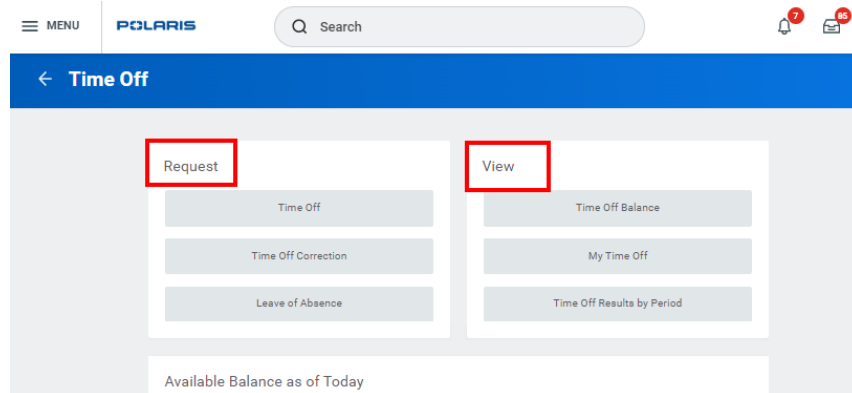 MENU
POLARIS
Search
7
85
Time Off
Request
View
Time Off
Time Off Balance
Time Off Correction
My Time Off
Leave of Absence
Time Off Results by Period
Available Balance as of Today